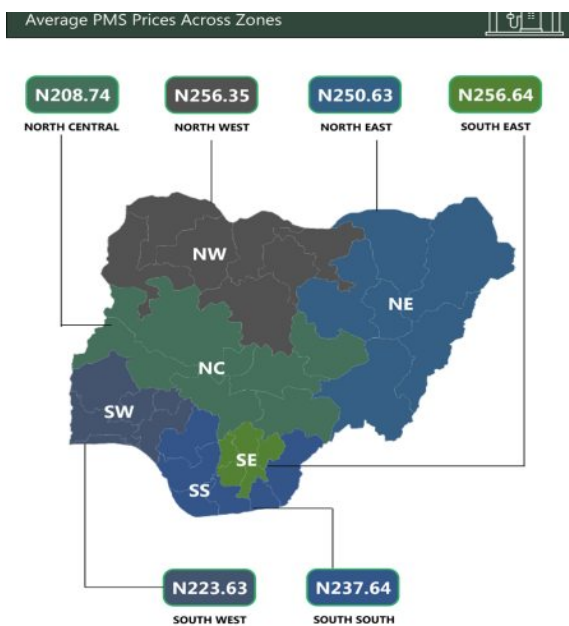 Average PMS Prices Across Zones
N208.74
N256.35
N250.63
N256.64
NORTH CENTRAL
NORTH WEST
NORTH EAST
SOUTH EAST
NW
NE
NC
SW
SE
SS
N223.63
N237.64
SOUTH WEST
SOUTH SOUTH